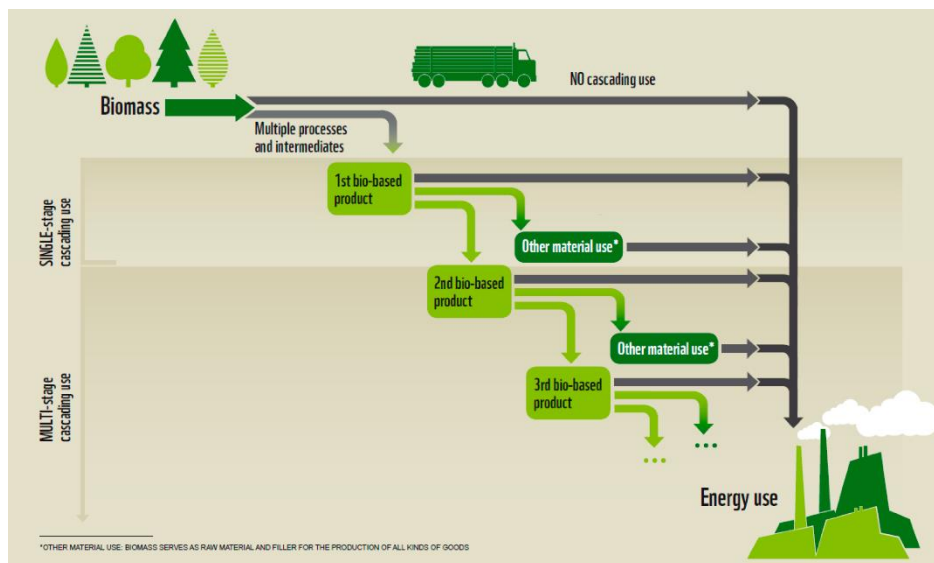 NO cascading use
Biomass
Multiple processes
and intermediates
SINGLE-stage
cascading use
1st bio-based
product
Other material use*
2nd bio-based
product
Other material use*
MULTI-stage
cascading use
3rd bio-based
product
...
...
Energy use
*OTHER MATERIAL USE: BIOMASS SERVES AS RAW MATERIAL AND FILLER FOR THE PRODUCTION OF ALL KINDS OF GOODS